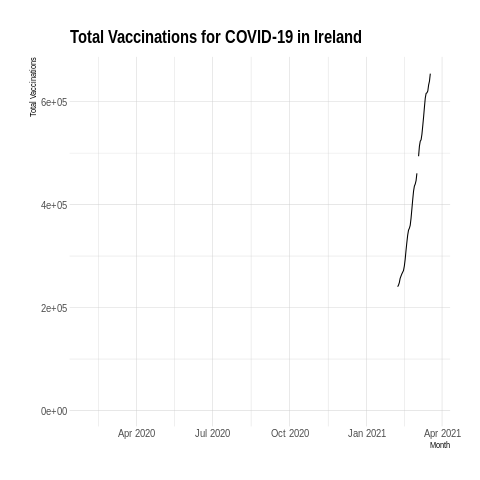 Total Vaccinations for COVID-19 in Ireland
Total Vaccinations
6e+05
4e+05
2e+05
0e+00
Apr 2020 Jul 2020 Oct 2020 Jan 2021 Apr 2021
Month